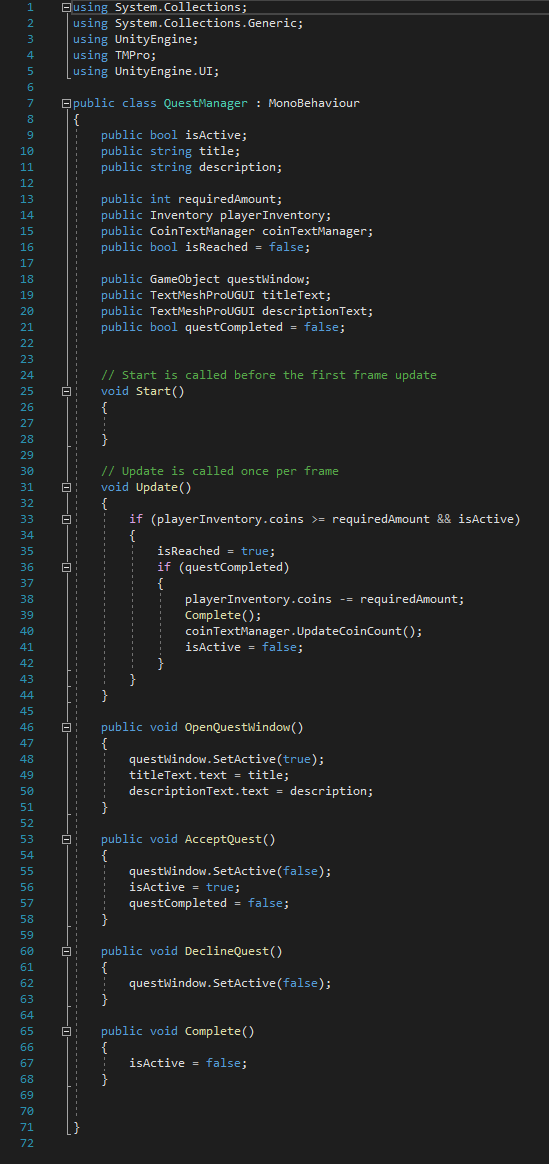 1 using System.Collections;
2 using System.Collections.Generic;
3 using UnityEngine;
4 using TMPro;
5 using UnityEngine.UI;
6
7 public class QuestManager : MonoBehaviour
8 {
9 public bool isActive;
10 public string title;
11 public string description;
12
13 public int requiredAmount;
14 public Inventory playerInventory;
15 public CoinTextManager coinTextManager;
16 public bool isReached = false;
17
18 public GameObject questWindow;
19 public TextMeshProUGUI titleText;
20 public TextMeshProUGUI descriptionText;
21 public bool questCompleted = false;
22
23
24 // Start is called before the first frame update
25 void Start()
26 {
27
28 }
29
30 // Update is called once per frame
31 void Update()
32 {
33 if (playerInventory.coins >= requiredAmount && isActive)
34 {
35 isReached = true;
36 if (questCompleted)
37 {
38 playerInventory.coins -= requiredAmount;
39 Complete();
40 coinTextManager.UpdateCoinCount();
41 isActive = false;
42 }
43 }
44 }
45
46 public void OpenQuestWindow()
47 {
48 questWindow.SetActive(true);
49 titleText.text = title;
50 descriptionText.text = description;
51 }
52
53 public void AcceptQuest()
54 {
55 questWindow.SetActive(false);
56 isActive = true;
57 questCompleted = false;
58 }
59
60 public void DeclineQuest()
61 {
62 questWindow.SetActive(false);
63 }
64
65 public void Complete()
66 {
67 isActive = false;
68 }
69
70
71 }
72